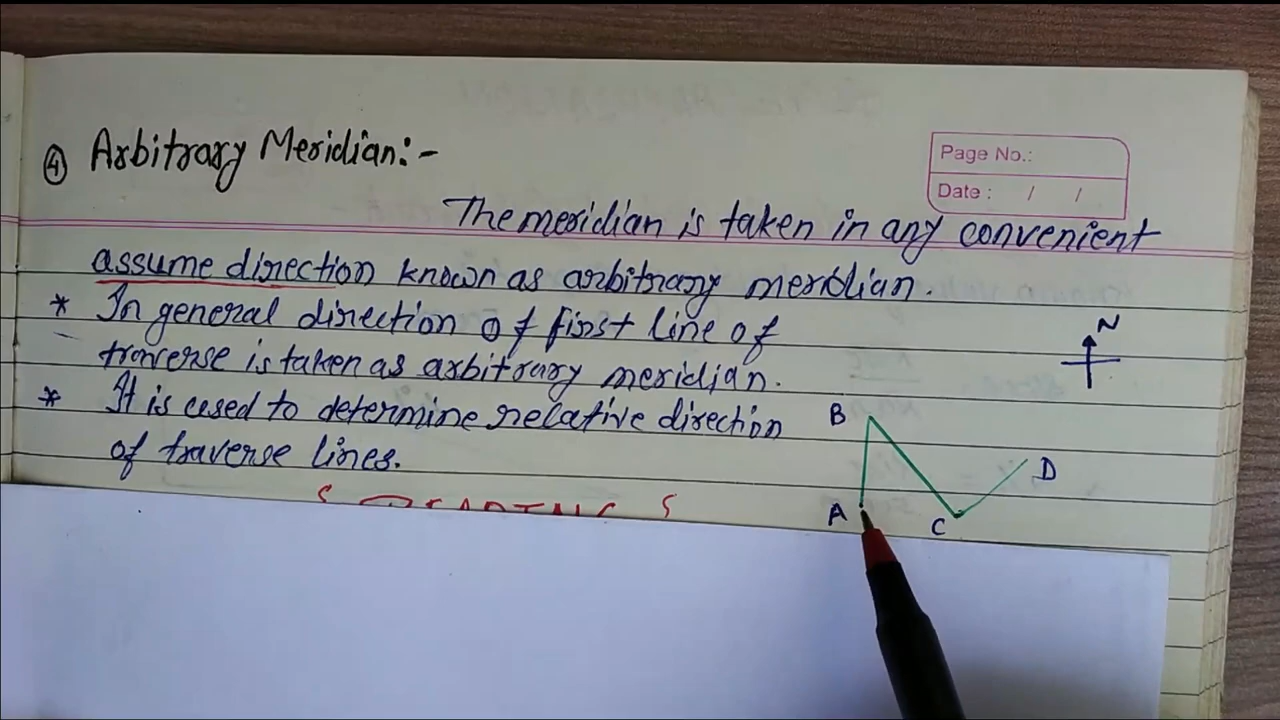 ④ Arbitrary Meridian:-
Page No.:
Date : / /
The meridian is taken in any convenient
assume direction known as arbitrary meridian.
* In general direction of first line of
traverse is taken as arbitrary meridian.
* It is used to determine relative direction
of traverse lines.
N
B
D
A
C